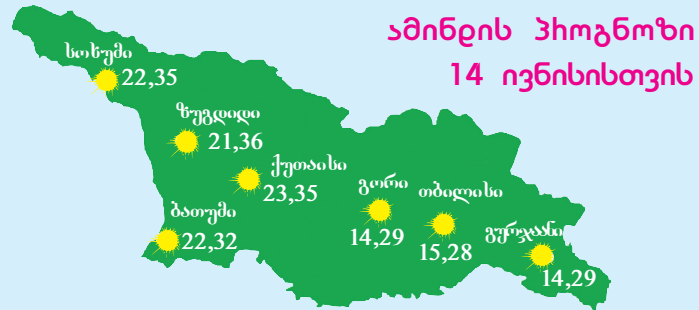 ამინდის პროგნოზი
14 ივნისისთვის
სოხუმი
22,35
ზუგდიდი
21,36
ქუთაისი
23,35
გორი
14,29
თბილისი
15,28
ბათუმი
22,32
გურჯაანი
14,29